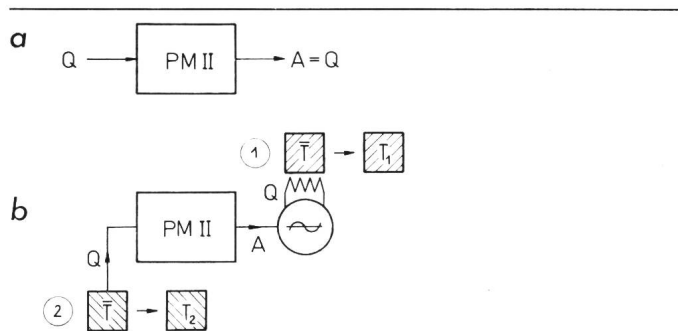 a
Q PM II A = Q
1 T̄ T₁
Q
b PM II
A
Q
2 T̿ T₂